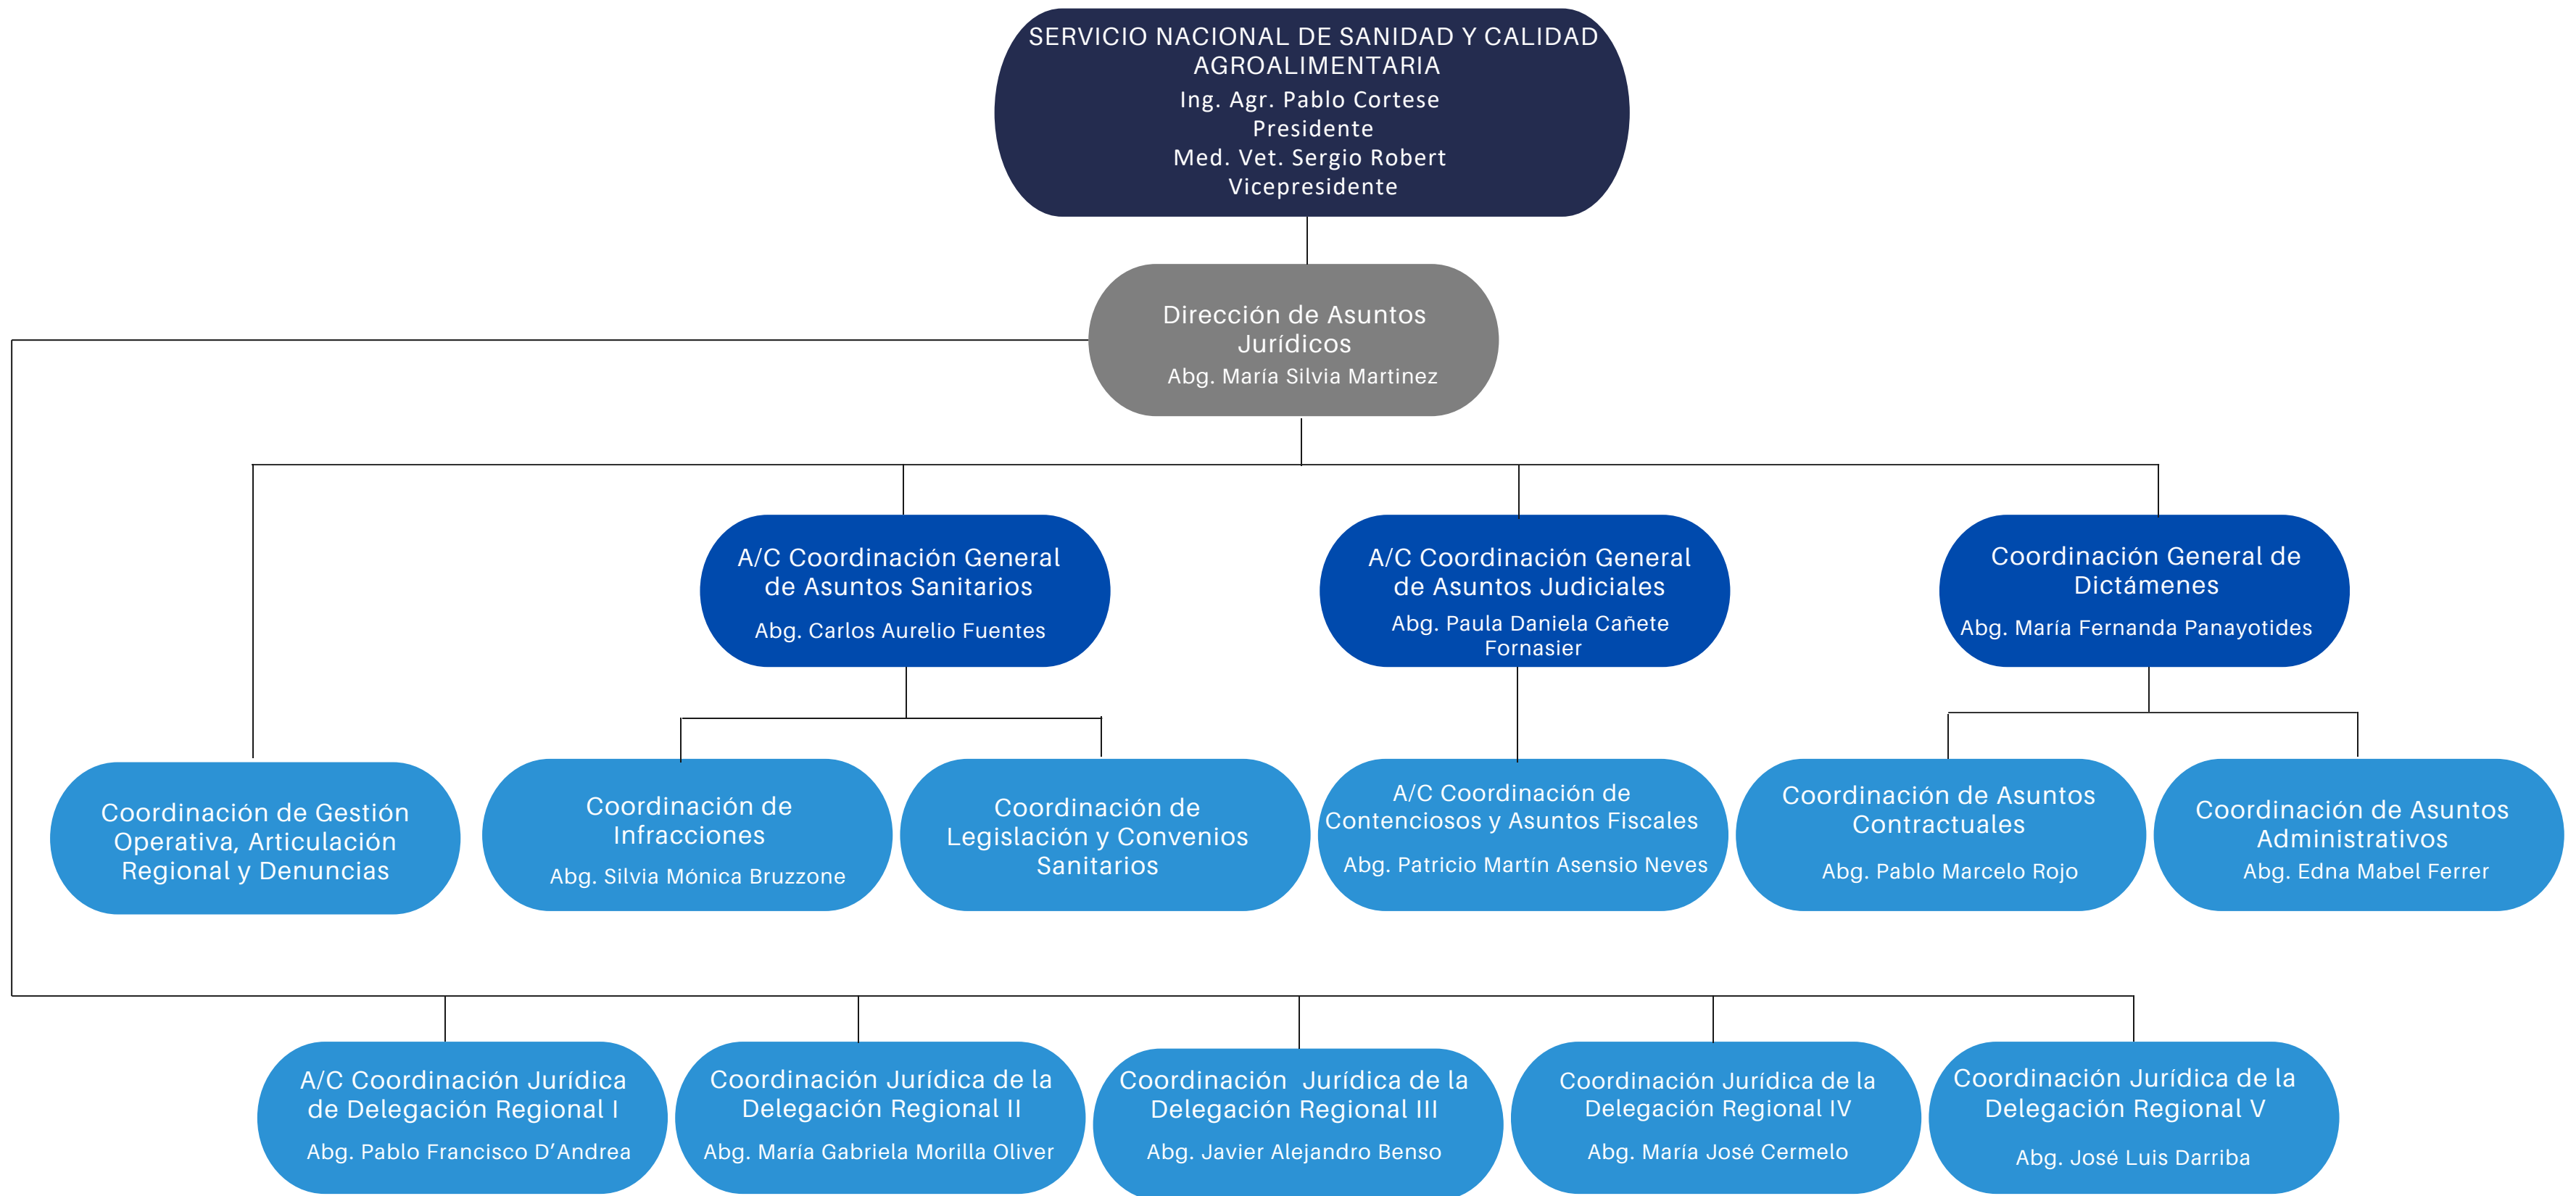 SERVICIO NACIONAL DE SANIDAD Y CALIDAD
AGROALIMENTARIA
Ing. Agr. Pablo Cortese
Presidente
Med. Vet. Sergio Robert
Vicepresidente
Dirección de Asuntos
Jurídicos
Abg. María Silvia Martinez
A/C Coordinación General
de Asuntos Sanitarios
Abg. Carlos Aurelio Fuentes
A/C Coordinación General
de Asuntos Judiciales
Abg. Paula Daniela Cañete
Fornasier
Coordinación General de
Dictámenes
Abg. María Fernanda Panayotides
Coordinación de Gestión
Operativa, Articulación
Regional y Denuncias
Coordinación de
Infracciones
Abg. Silvia Mónica Bruzzone
Coordinación de
Legislación y Convenios
Sanitarios
A/C Coordinación de
Contenciosos y Asuntos Fiscales
Abg. Patricio Martín Asensio Neves
Coordinación de Asuntos
Contractuales
Abg. Pablo Marcelo Rojo
Coordinación de Asuntos
Administrativos
Abg. Edna Mabel Ferrer
A/C Coordinación Jurídica
de Delegación Regional I
Abg. Pablo Francisco D’Andrea
Coordinación Jurídica de la
Delegación Regional II
Abg. María Gabriela Morilla Oliver
Coordinación Jurídica de la
Delegación Regional III
Abg. Javier Alejandro Benso
Coordinación Jurídica de la
Delegación Regional IV
Abg. María José Cermelo
Coordinación Jurídica de la
Delegación Regional V
Abg. José Luis Darriba